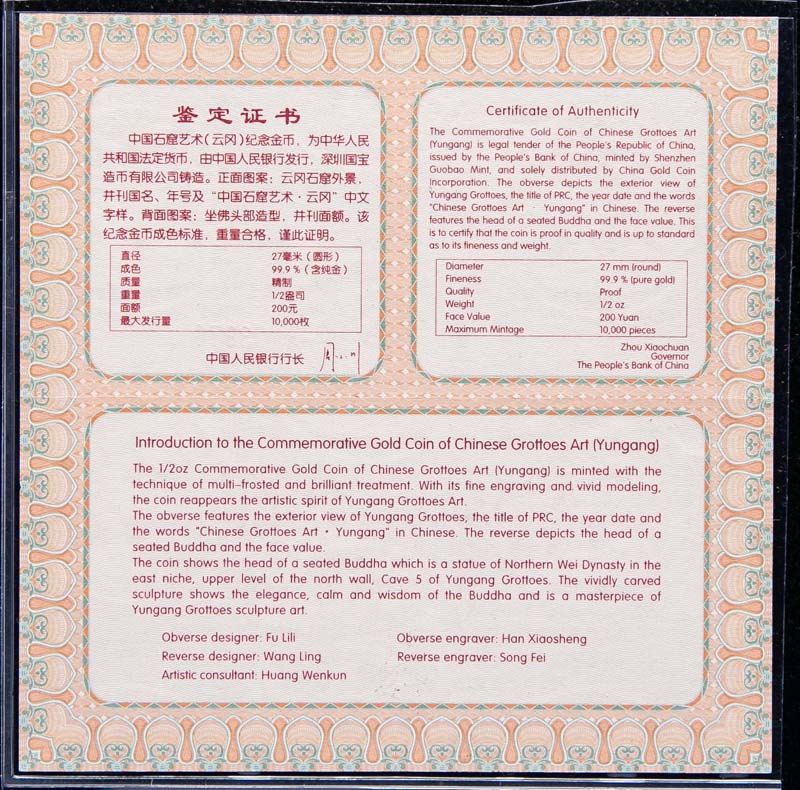 鉴定证书
中国石窟艺术(云冈)纪念金币，为中华人民
共和国法定货币，由中国人民银行发行，深圳国宝
造币有限公司铸造。正面图案：云冈石窟外景，
并刊国名、年号及“中国石窟艺术·云冈”中文
字样。背面图案：坐佛头部造型，并刊面额。该
纪念金币成色标准，重量合格，谨此证明。
直径 27毫米（圆形）
成色 99.9%（含纯金）
质量 精制
重量 1/2盎司
面额 200元
最大发行量 10,000枚
中国人民银行行长
Certificate of Authenticity
The Commemorative Gold Coin of Chinese Grottoes Art
(Yungang) is legal tender of the People's Republic of China,
issued by the People's Bank of China, minted by Shenzhen
Guobao Mint, and solely distributed by China Gold Coin
Incorporation. The obverse depicts the exterior view of
Yungang Grottoes, the title of PRC, the year date and the words
"Chinese Grottoes Art · Yungang" in Chinese. The reverse
features the head of a seated Buddha and the face value. This
is to certify that the coin is proof in quality and is up to standard
as to its fineness and weight.
Diameter 27 mm (round)
Fineness 99.9 % (pure gold)
Quality Proof
Weight 1/2 oz
Face Value 200 Yuan
Maximum Mintage 10,000 pieces
Zhou Xiaochuan
Governor
The People's Bank of China
Introduction to the Commemorative Gold Coin of Chinese Grottoes Art (Yungang)
The 1/2oz Commemorative Gold Coin of Chinese Grottoes Art (Yungang) is minted with the
technique of multi-frosted and brilliant treatment. With its fine engraving and vivid modeling,
the coin reappears the artistic spirit of Yungang Grottoes Art.
The obverse features the exterior view of Yungang Grottoes, the title of PRC, the year date and
the words "Chinese Grottoes Art · Yungang" in Chinese. The reverse depicts the head of a
seated Buddha and the face value.
The coin shows the head of a seated Buddha which is a statue of Northern Wei Dynasty in the
east niche, upper level of the north wall, Cave 5 of Yungang Grottoes. The vividly carved
sculpture shows the elegance, calm and wisdom of the Buddha and is a masterpiece of
Yungang Grottoes sculpture art.
Obverse designer: Fu Lili
Obverse engraver: Han Xiaosheng
Reverse designer: Wang Ling
Reverse engraver: Song Fei
Artistic consultant: Huang Wenkun